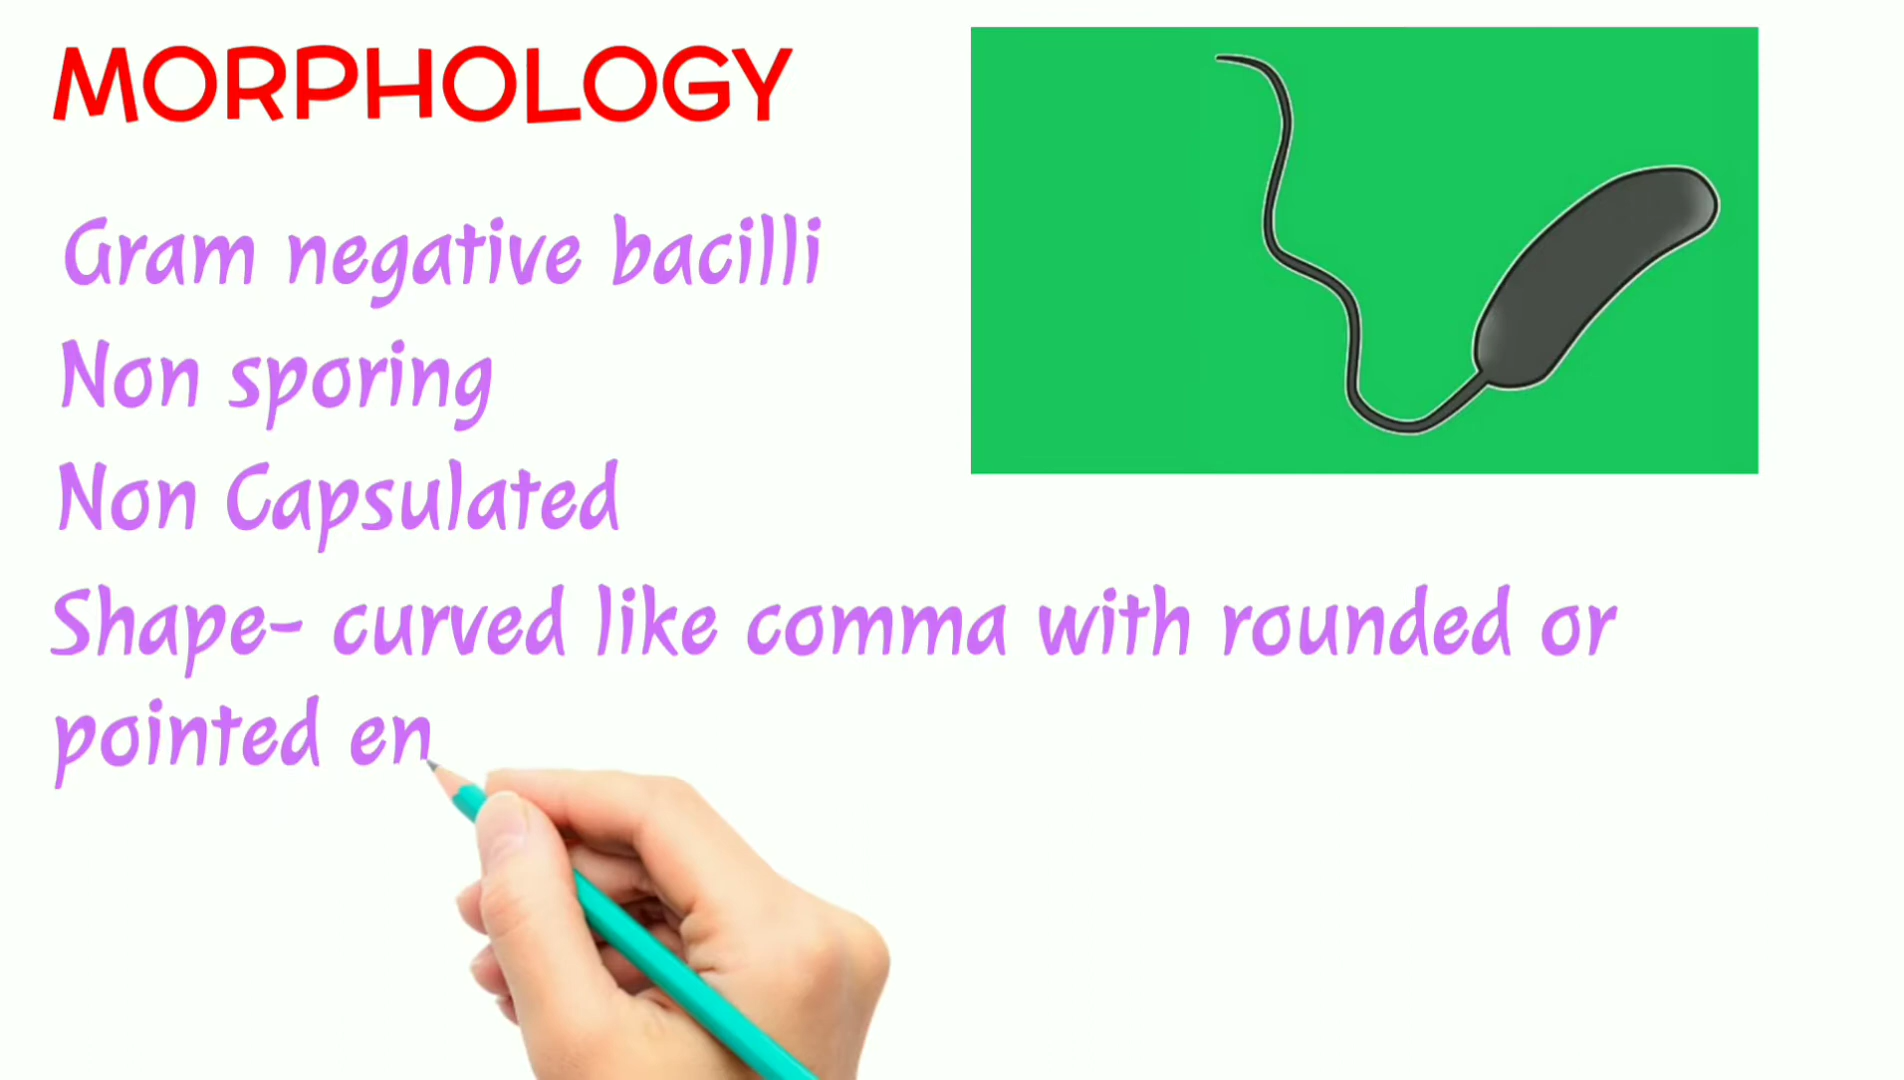 MORPHOLOGY
Gram negative bacilli
Non sporing
Non Capsulated
Shape- curved like comma with rounded or
pointed en